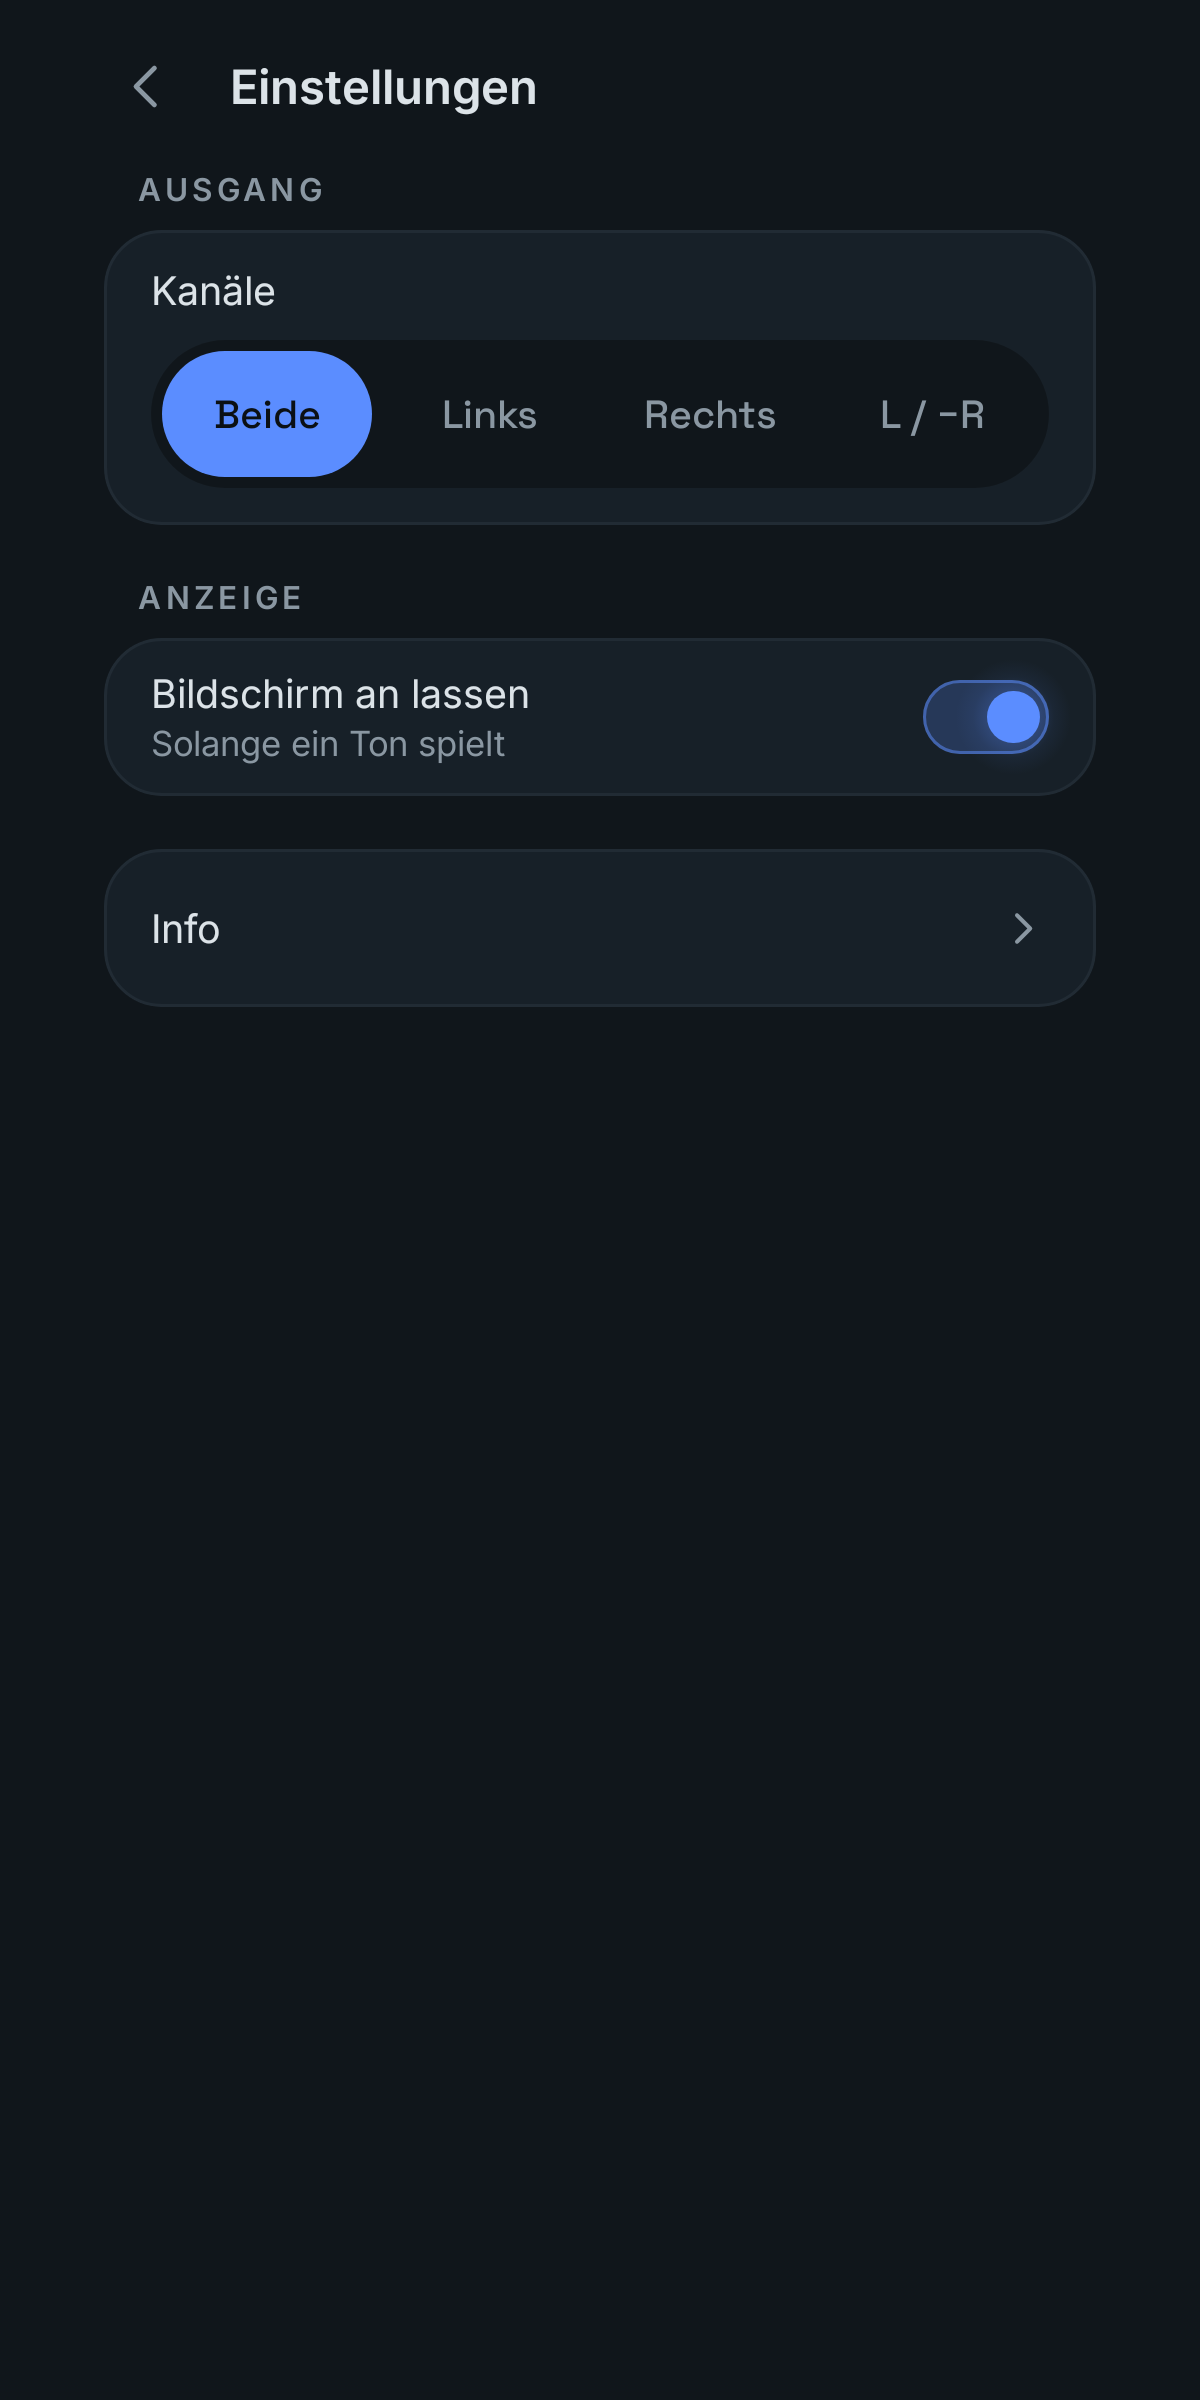 Einstellungen
AUSGANG
Kanäle
Beide Links Rechts L / −R
ANZEIGE
Bildschirm an lassen
Solange ein Ton spielt
Info